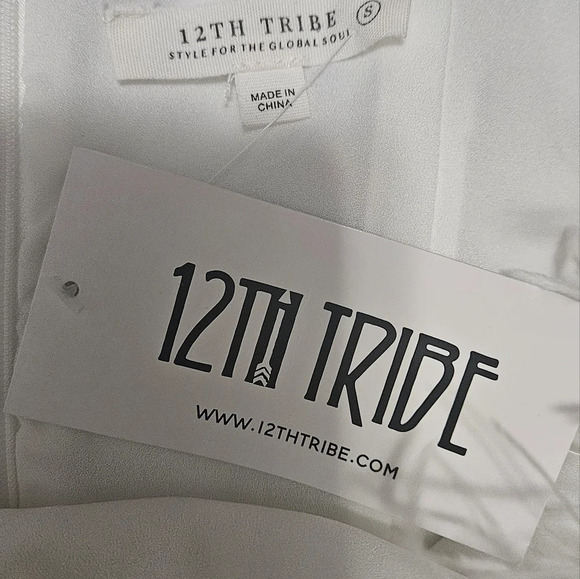 12TH TRIBE
S
STYLE FOR THE GLOBAL SOUL
MADE IN
CHINA
12TH TRIBE
WWW.12THTRIBE.COM